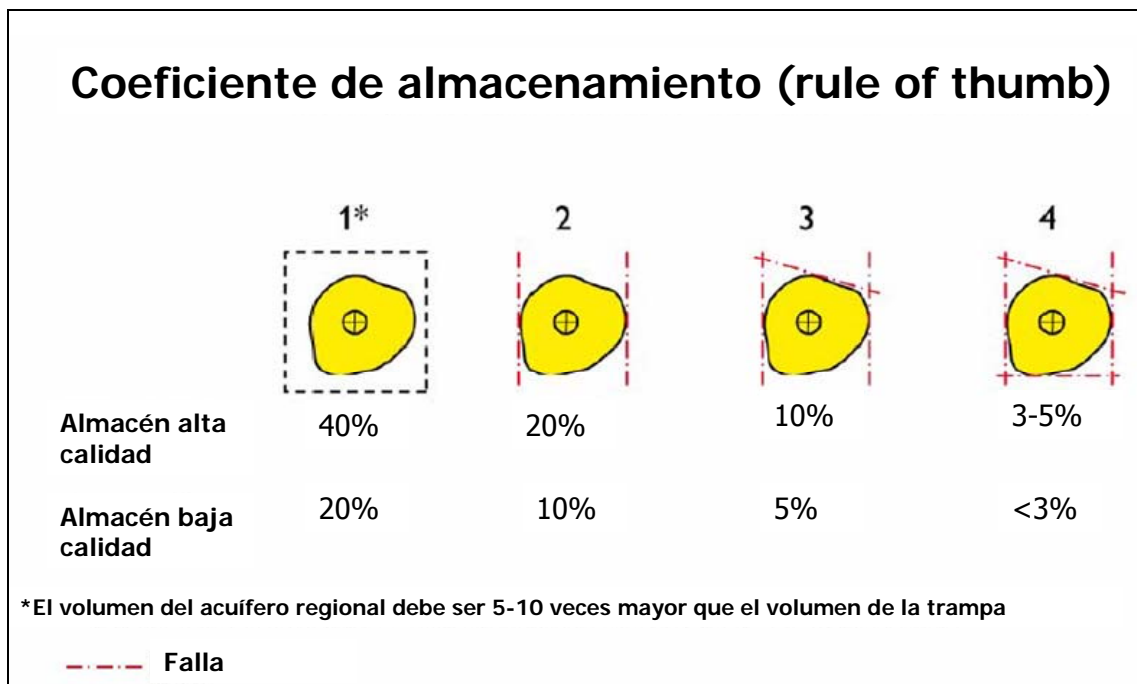 Coeficiente de almacenamiento (rule of thumb)
1* 2 3 4
Almacén alta
calidad
40% 20% 10% 3-5%
Almacén baja
calidad
20% 10% 5% <3%
*El volumen del acuífero regional debe ser 5-10 veces mayor que el volumen de la trampa
Falla